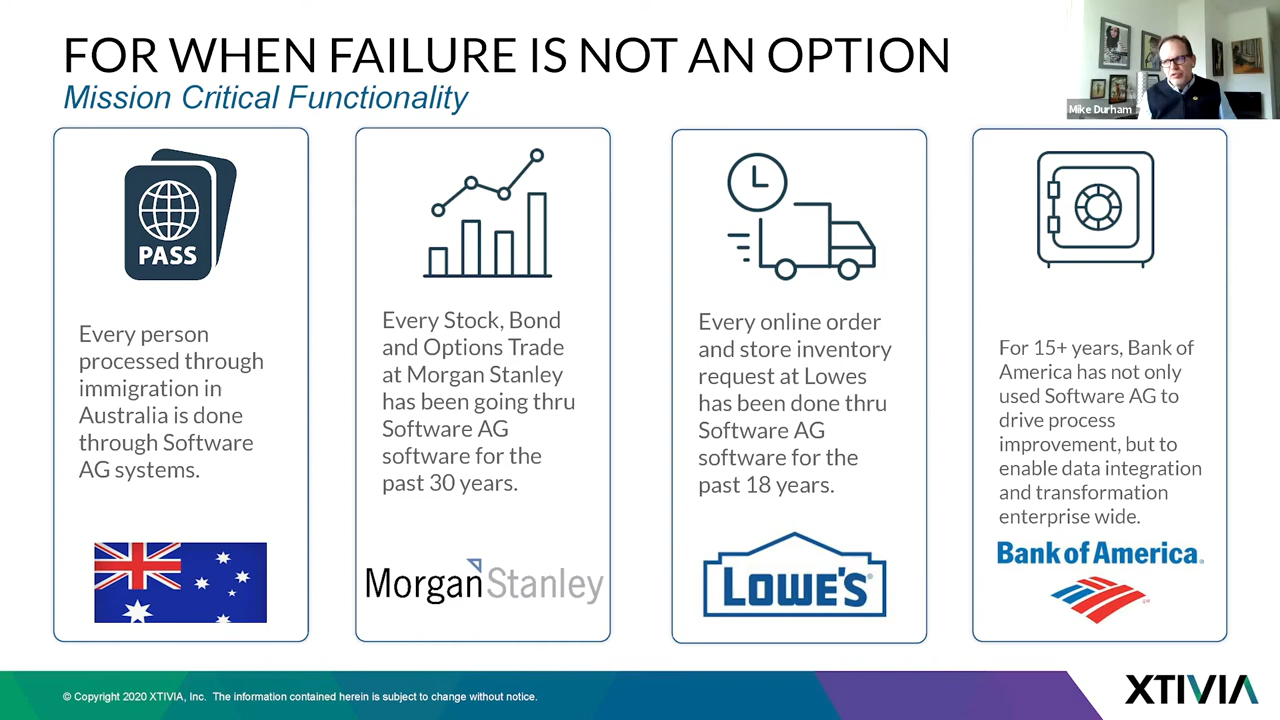 FOR WHEN FAILURE IS NOT AN OPTION
Mission Critical Functionality
Mike Durham
PASS
Every person
processed through
immigration in
Australia is done
through Software
AG systems.
Every Stock, Bond
and Options Trade
at Morgan Stanley
has been going thru
Software AG
software for the
past 30 years.
Morgan Stanley
Every online order
and store inventory
request at Lowes
has been done thru
Software AG
software for the
past 18 years.
LOWE'S
For 15+ years, Bank of
America has not only
used Software AG to
drive process
improvement, but to
enable data integration
and transformation
enterprise wide.
Bank of America
© Copyright 2020 XTIVIA, Inc. The information contained herein is subject to change without notice.
XTIVIA